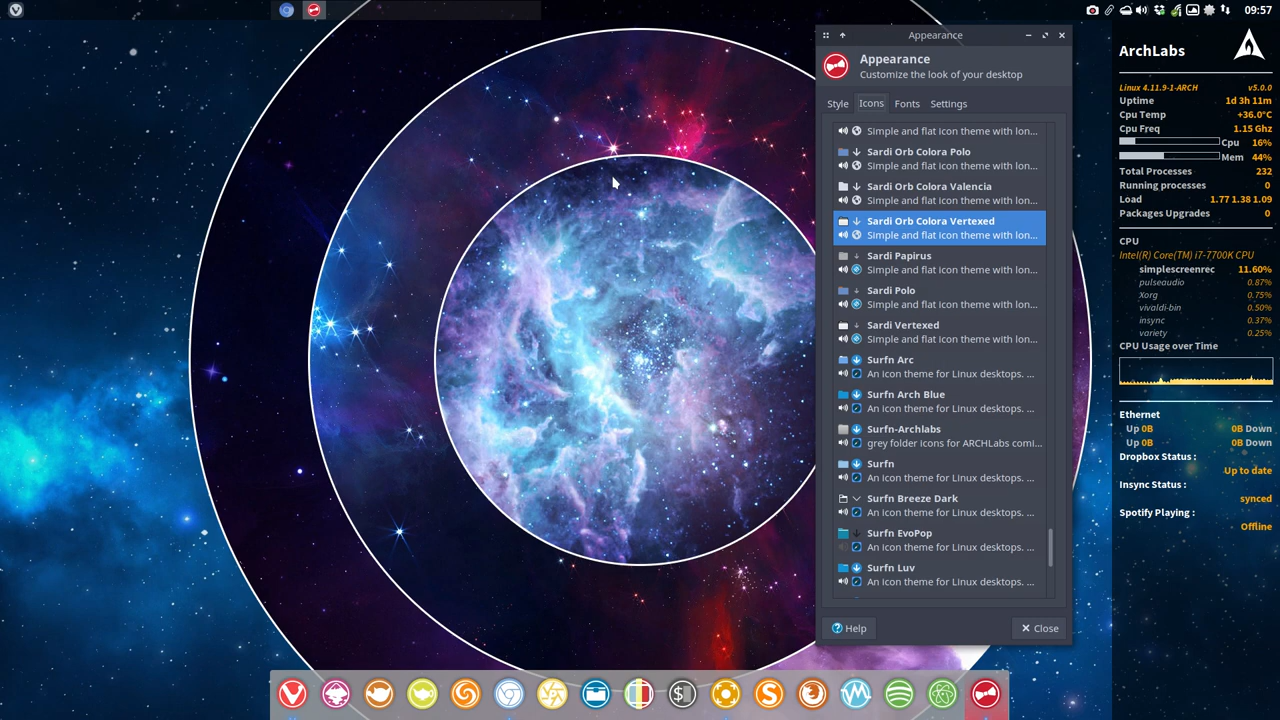 09:57
Appearance
Appearance
Customize the look of your desktop
Style Icons Fonts Settings
Simple and flat icon theme with lon...
Sardi Orb Colora Polo
Simple and flat icon theme with lon...
Sardi Orb Colora Valencia
Simple and flat icon theme with lon...
Sardi Orb Colora Vertexed
Simple and flat icon theme with lon...
Sardi Papirus
Simple and flat icon theme with lon...
Sardi Polo
Simple and flat icon theme with lon...
Sardi Vertexed
Simple and flat icon theme with lon...
Surfn Arc
An icon theme for Linux desktops. ...
Surfn Arch Blue
An icon theme for Linux desktops. ...
Surfn-Archlabs
grey folder icons for ARCHLabs comi...
Surfn
An icon theme for Linux desktops. ...
Surfn Breeze Dark
An icon theme for Linux desktops. ...
Surfn EvoPop
An icon theme for Linux desktops. ...
Surfn Luv
An icon theme for Linux desktops. ...
Help Close
ArchLabs
Linux 4.11.9-1-ARCH v5.0.0
Uptime 1d 3h 11m
Cpu Temp +36.0°C
Cpu Freq 1.15 Ghz
Cpu 16%
Mem 44%
Total Processes 232
Running processes 0
Load 1.77 1.38 1.09
Packages Upgrades 0
CPU
Intel(R) Core(TM) i7-7700K CPU
simplescreenrec 11.60%
pulseaudio 0.87%
Xorg 0.75%
vivaldi-bin 0.50%
insync 0.37%
variety 0.25%
CPU Usage over Time
Ethernet
Up 0B 0B Down
Up 0B 0B Down
Dropbox Status :
Up to date
Insync Status :
synced
Spotify Playing :
Offline